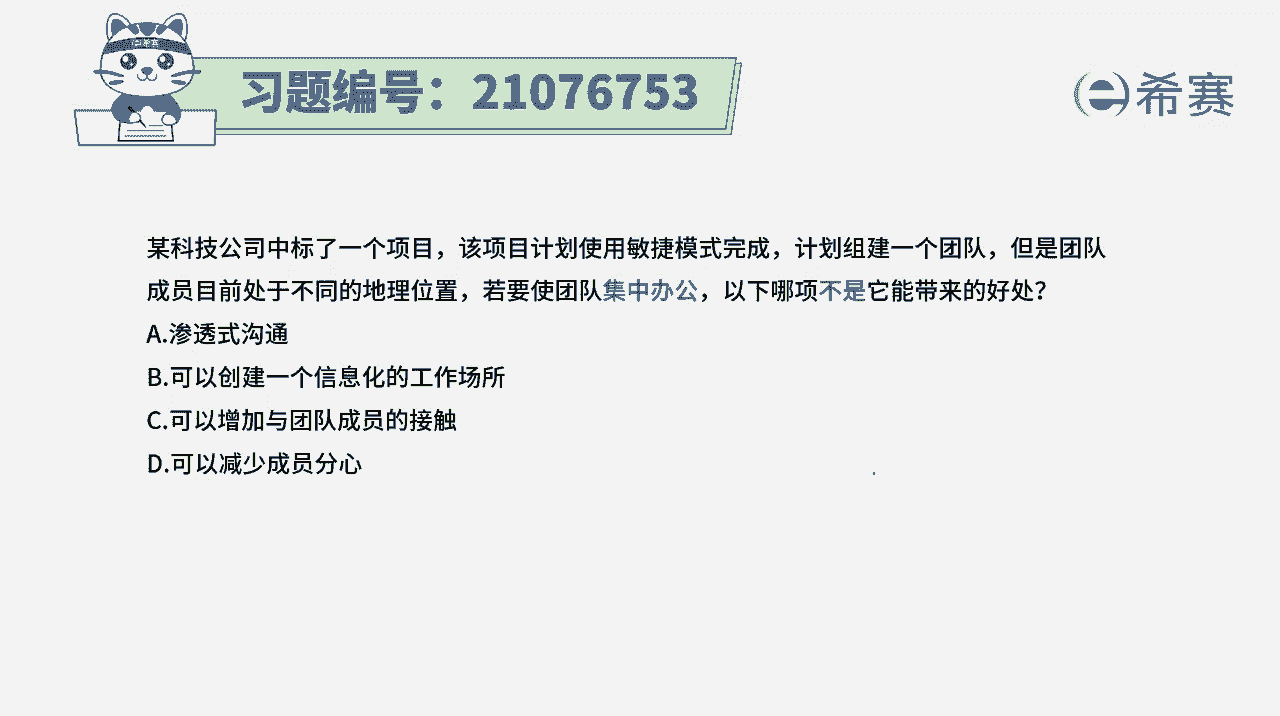 习题编号：21076753
希赛
某科技公司中标了一个项目，该项目计划使用敏捷模式完成，计划组建一个团队，但是团队
成员目前处于不同的地理位置，若要使团队集中办公，以下哪项不是它能带来的好处？
A.渗透式沟通
B.可以创建一个信息化的工作场所
C.可以增加与团队成员的接触
D.可以减少成员分心